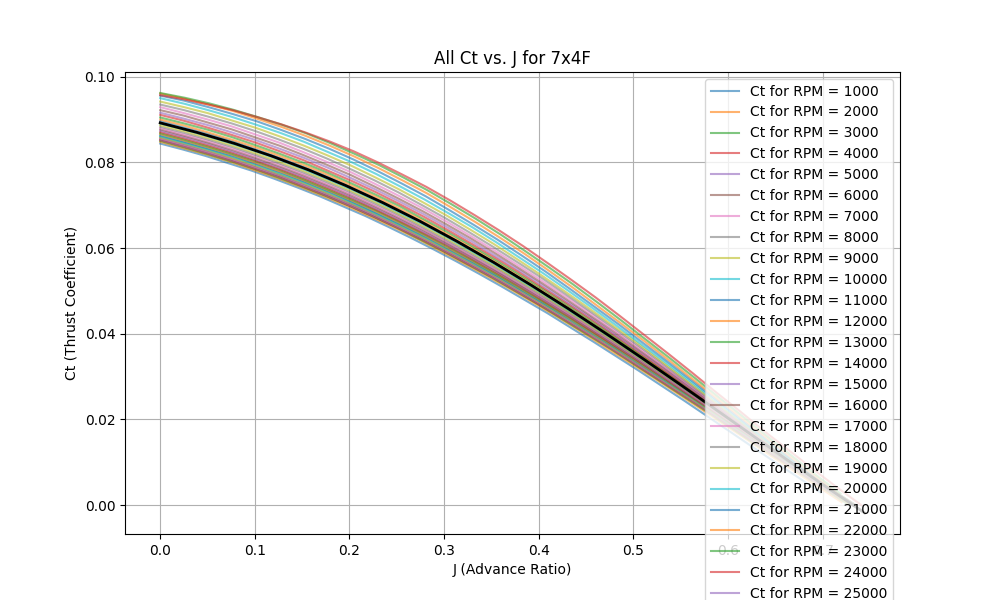 All Ct vs. J for 7x4F
Ct (Thrust Coefficient)
0.10
0.08
0.06
0.04
0.02
0.00
0.0
0.1
0.2
0.3
0.4
0.5
0.6
J (Advance Ratio)
Ct for RPM = 1000
Ct for RPM = 2000
Ct for RPM = 3000
Ct for RPM = 4000
Ct for RPM = 5000
Ct for RPM = 6000
Ct for RPM = 7000
Ct for RPM = 8000
Ct for RPM = 9000
Ct for RPM = 10000
Ct for RPM = 11000
Ct for RPM = 12000
Ct for RPM = 13000
Ct for RPM = 14000
Ct for RPM = 15000
Ct for RPM = 16000
Ct for RPM = 17000
Ct for RPM = 18000
Ct for RPM = 19000
Ct for RPM = 20000
Ct for RPM = 21000
Ct for RPM = 22000
Ct for RPM = 23000
Ct for RPM = 24000
Ct for RPM = 25000